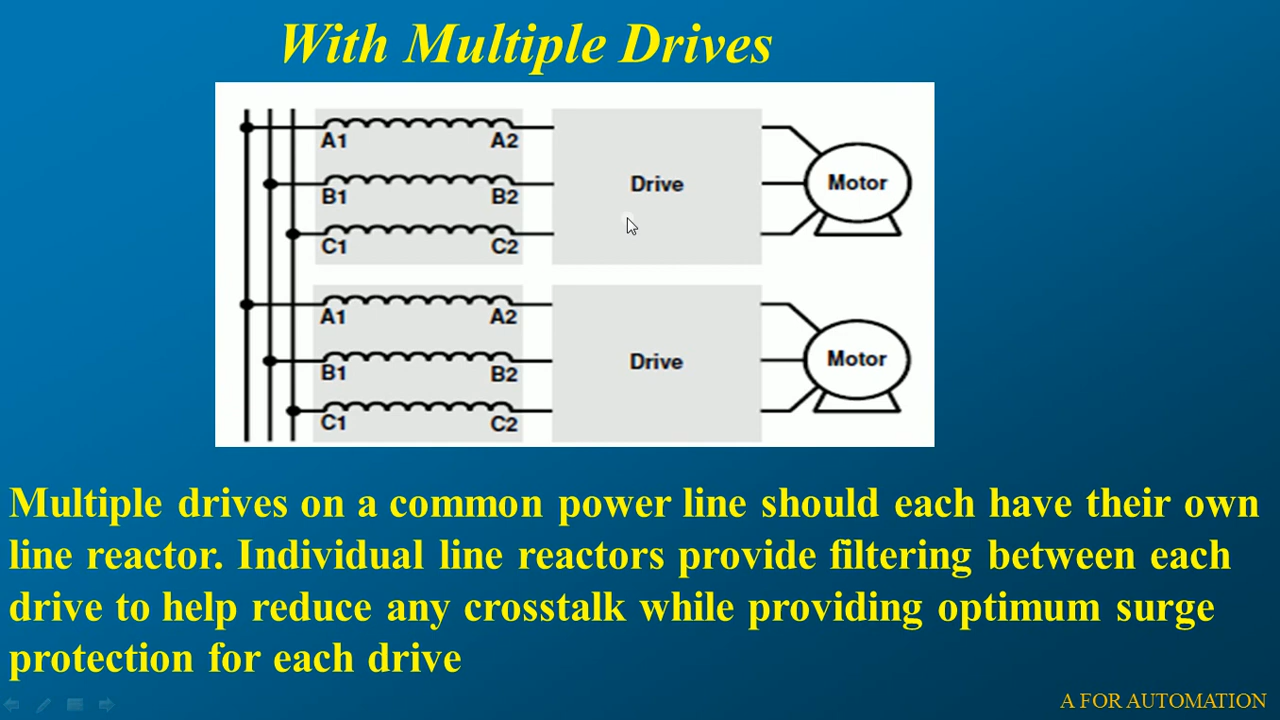 With Multiple Drives
A1 A2
B1 B2
C1 C2
Drive
Motor
A1 A2
B1 B2
C1 C2
Drive
Motor
Multiple drives on a common power line should each have their own
line reactor. Individual line reactors provide filtering between each
drive to help reduce any crosstalk while providing optimum surge
protection for each drive
A FOR AUTOMATION